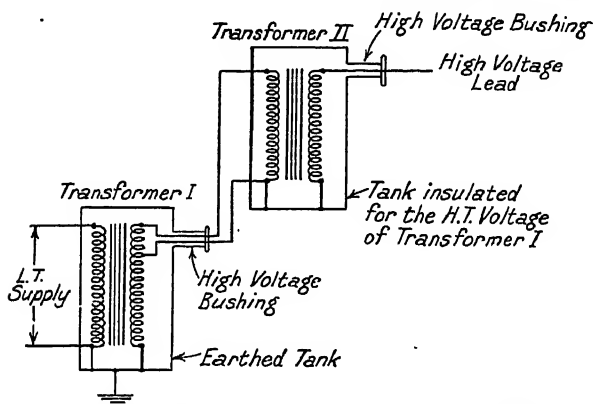 Transformer II
High Voltage Bushing
High Voltage
Lead
Transformer I
Tank insulated
for the H.T. Voltage
of Transformer I
L.T.
Supply
High Voltage
Bushing
Earthed Tank